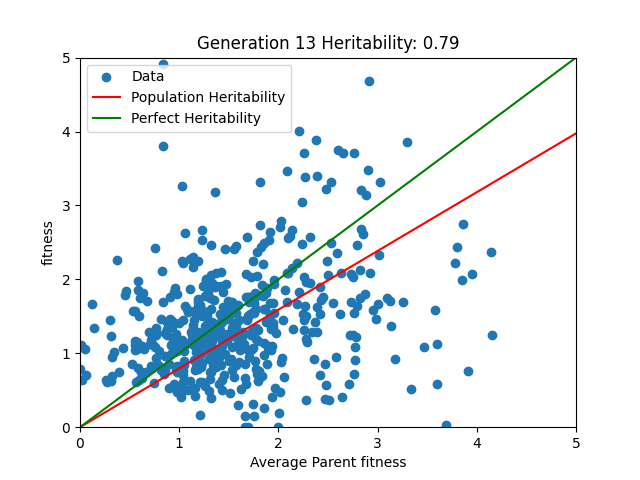 Generation 13 Heritability: 0.79
Data
Population Heritability
Perfect Heritability
5
4
3
2
1
0
fitness
0 1 2 3 4 5
Average Parent fitness